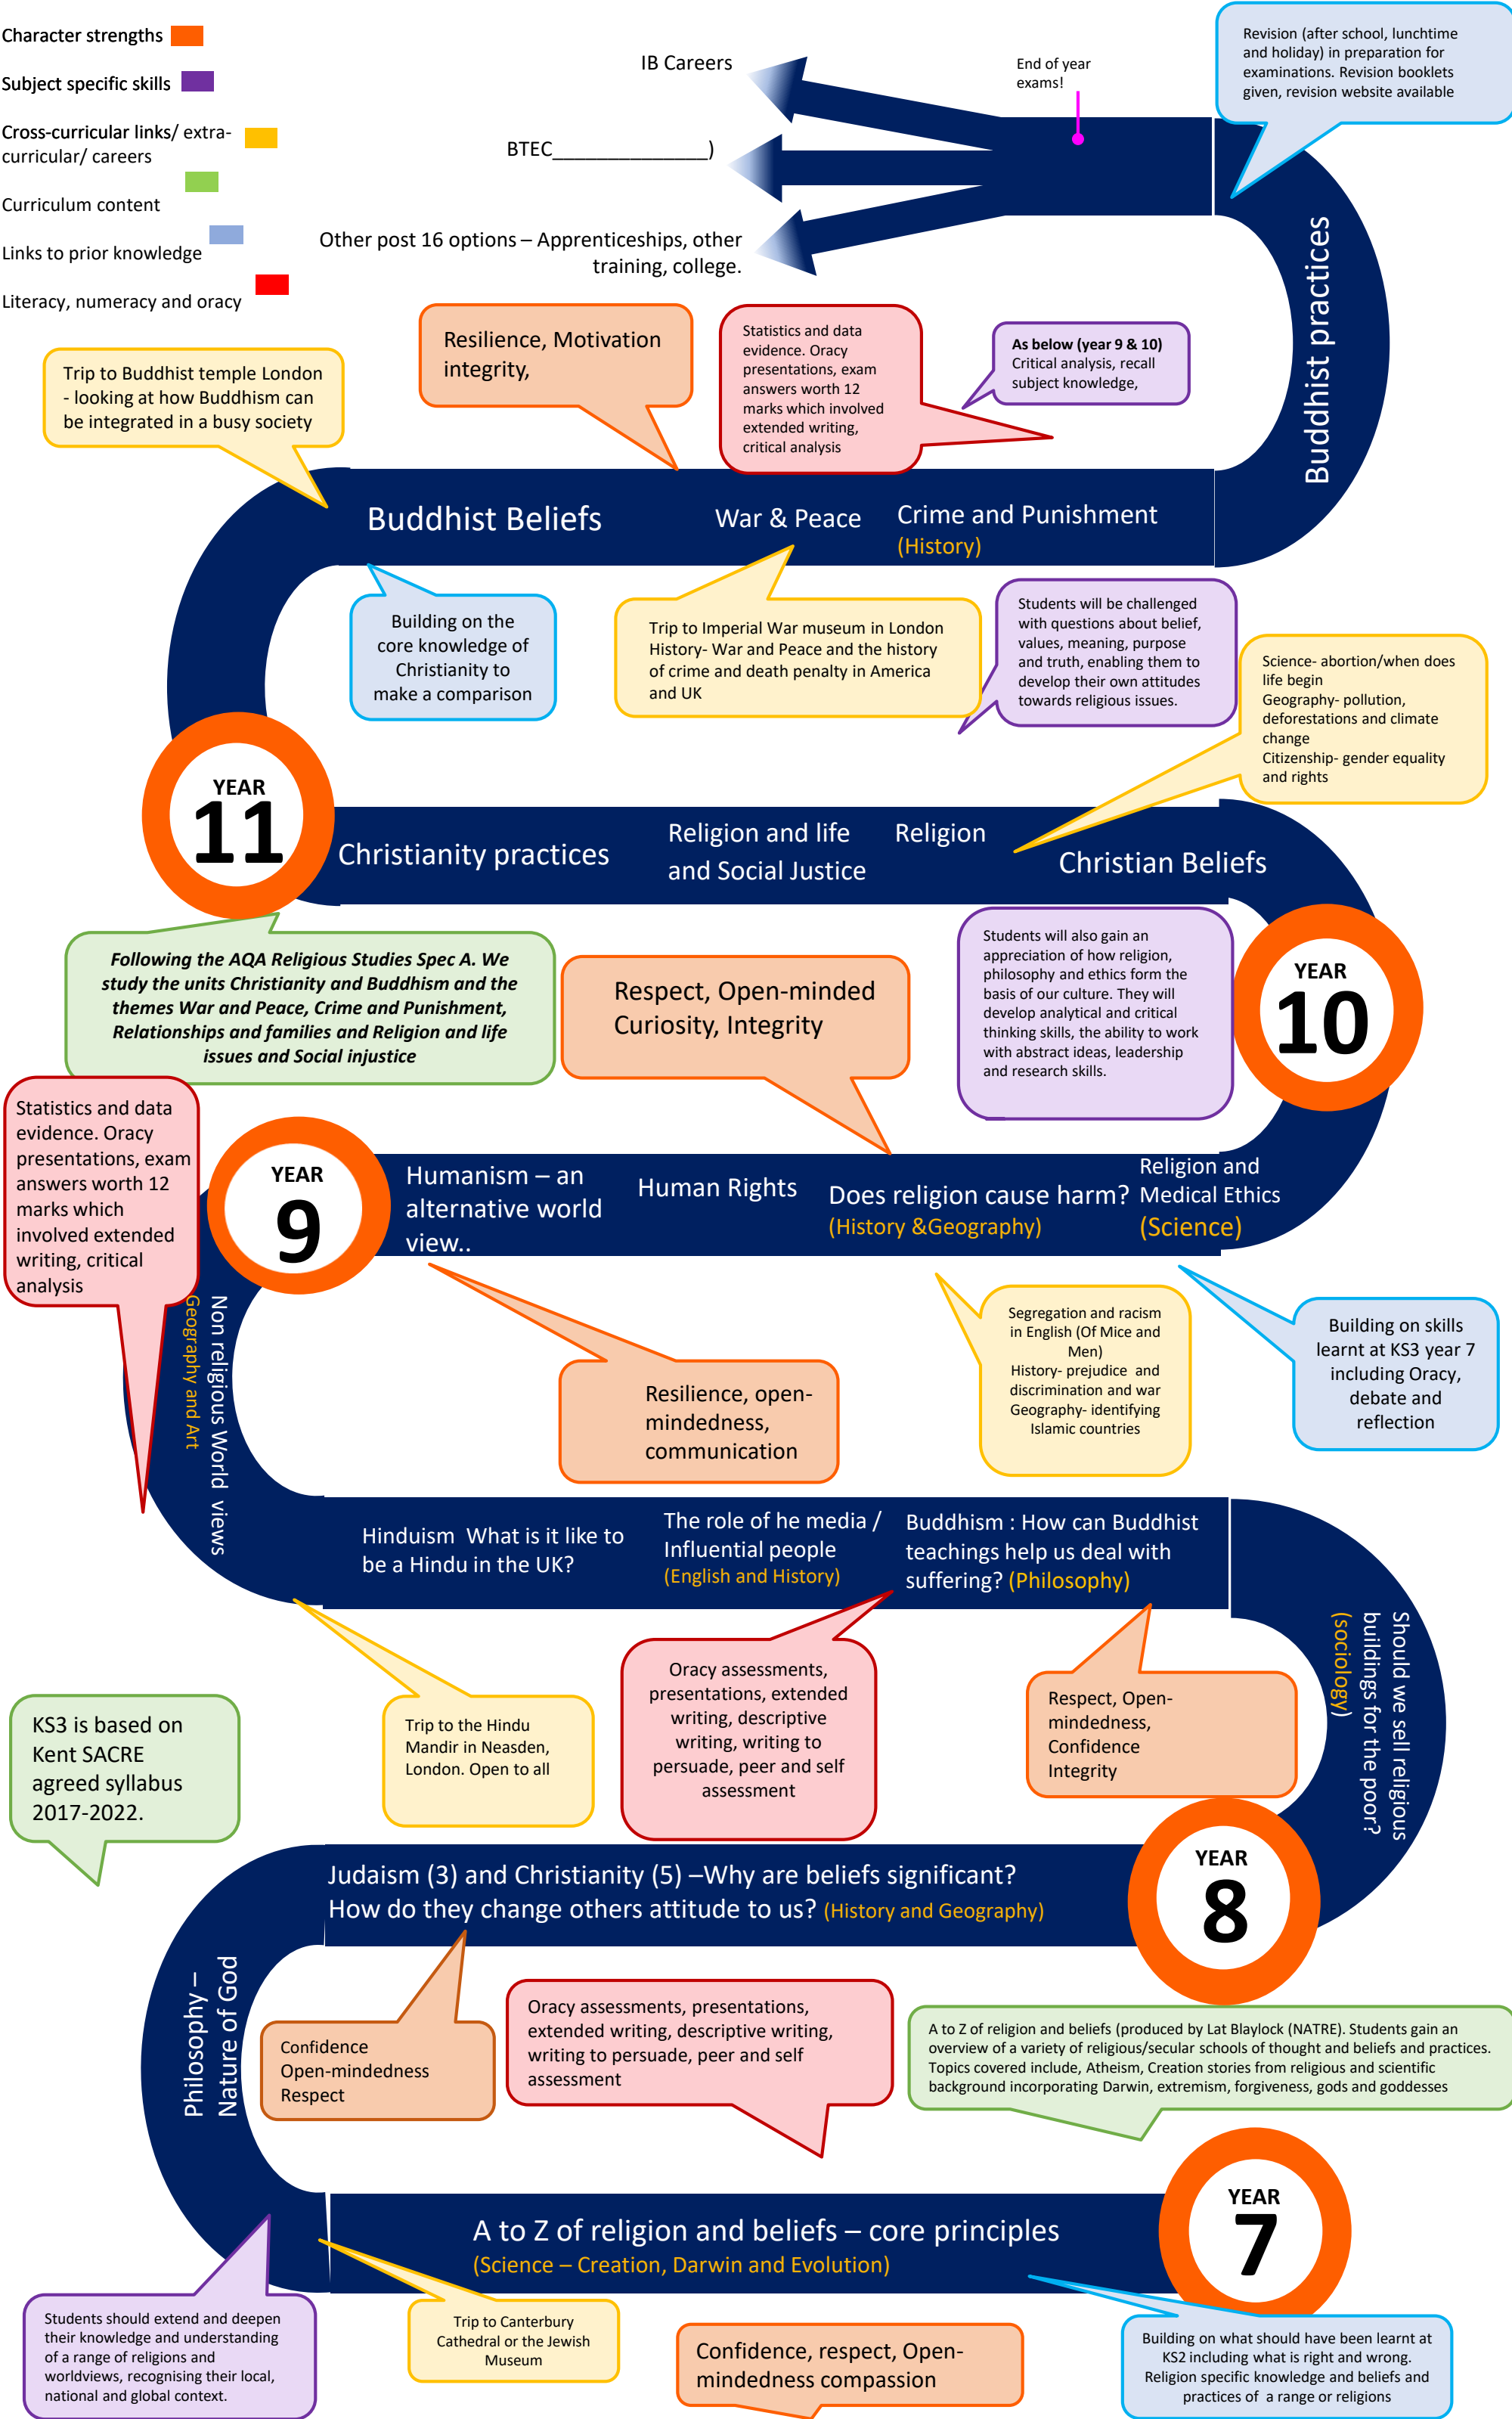 Character strengths
Subject specific skills
Cross-curricular links/ extra-
curricular/ careers
Curriculum content
Links to prior knowledge
Literacy, numeracy and oracy
IB Careers
BTEC______________)
Other post 16 options – Apprenticeships, other
training, college.
End of year
exams!
Revision (after school, lunchtime
and holiday) in preparation for
examinations. Revision booklets
given, revision website available
Buddhist practices
Trip to Buddhist temple London
- looking at how Buddhism can
be integrated in a busy society
Resilience, Motivation
integrity,
Statistics and data
evidence. Oracy
presentations, exam
answers worth 12
marks which involved
extended writing,
critical analysis
As below (year 9 & 10)
Critical analysis, recall
subject knowledge,
Buddhist Beliefs
War & Peace
Crime and Punishment
(History)
Building on the
core knowledge of
Christianity to
make a comparison
Trip to Imperial War museum in London
History- War and Peace and the history
of crime and death penalty in America
and UK
Students will be challenged
with questions about belief,
values, meaning, purpose
and truth, enabling them to
develop their own attitudes
towards religious issues.
Science- abortion/when does
life begin
Geography- pollution,
deforestations and climate
change
Citizenship- gender equality
and rights
YEAR
11
Christianity practices
Religion and life
and Social Justice
Religion
Christian Beliefs
Following the AQA Religious Studies Spec A. We
study the units Christianity and Buddhism and the
themes War and Peace, Crime and Punishment,
Relationships and families and Religion and life
issues and Social injustice
Respect, Open-minded
Curiosity, Integrity
Students will also gain an
appreciation of how religion,
philosophy and ethics form the
basis of our culture. They will
develop analytical and critical
thinking skills, the ability to work
with abstract ideas, leadership
and research skills.
YEAR
10
Statistics and data
evidence. Oracy
presentations, exam
answers worth 12
marks which
involved extended
writing, critical
analysis
YEAR
9
Humanism – an
alternative world
view..
Human Rights
Does religion cause harm?
(History &Geography)
Religion and
Medical Ethics
(Science)
Non religious World views
Geography and Art
Resilience, open-
mindedness,
communication
Segregation and racism
in English (Of Mice and
Men)
History- prejudice and
discrimination and war
Geography- identifying
Islamic countries
Building on skills
learnt at KS3 year 7
including Oracy,
debate and
reflection
Hinduism What is it like to
be a Hindu in the UK?
The role of he media /
Influential people
(English and History)
Buddhism : How can Buddhist
teachings help us deal with
suffering? (Philosophy)
Should we sell religious
buildings for the poor?
(sociology)
KS3 is based on
Kent SACRE
agreed syllabus
2017-2022.
Trip to the Hindu
Mandir in Neasden,
London. Open to all
Oracy assessments,
presentations, extended
writing, descriptive
writing, writing to
persuade, peer and self
assessment
Respect, Open-
mindedness,
Confidence
Integrity
YEAR
8
Judaism (3) and Christianity (5) –Why are beliefs significant?
How do they change others attitude to us? (History and Geography)
Philosophy –
Nature of God
Confidence
Open-mindedness
Respect
Oracy assessments, presentations,
extended writing, descriptive writing,
writing to persuade, peer and self
assessment
A to Z of religion and beliefs (produced by Lat Blaylock (NATRE). Students gain an
overview of a variety of religious/secular schools of thought and beliefs and practices.
Topics covered include, Atheism, Creation stories from religious and scientific
background incorporating Darwin, extremism, forgiveness, gods and goddesses
YEAR
7
A to Z of religion and beliefs – core principles
(Science – Creation, Darwin and Evolution)
Students should extend and deepen
their knowledge and understanding
of a range of religions and
worldviews, recognising their local,
national and global context.
Trip to Canterbury
Cathedral or the Jewish
Museum
Confidence, respect, Open-
mindedness compassion
Building on what should have been learnt at
KS2 including what is right and wrong.
Religion specific knowledge and beliefs and
practices of a range or religions